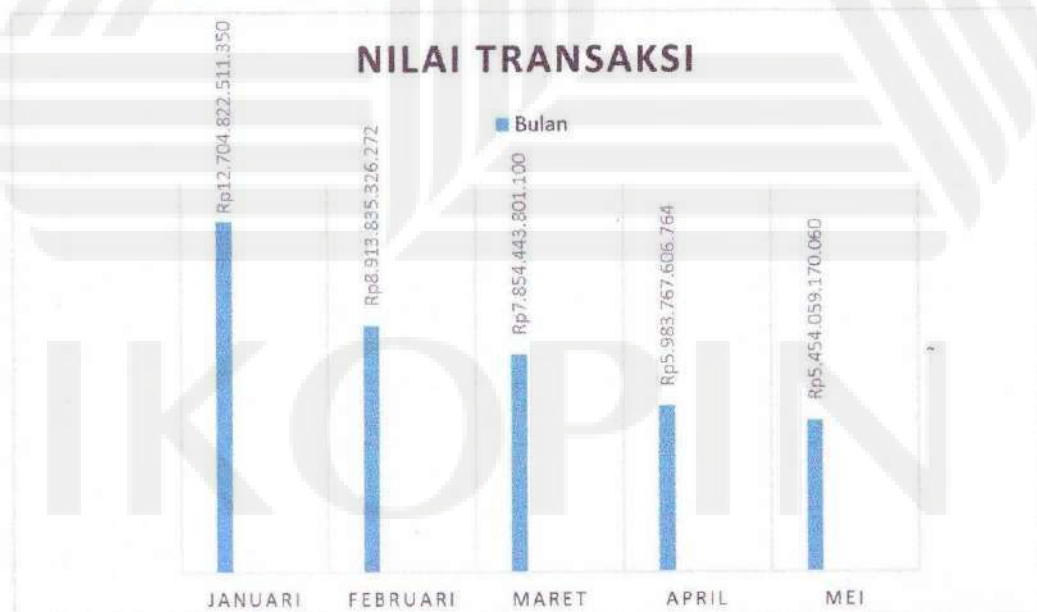 NILAI TRANSAKSI
Bulan
Rp12.704.822.511.350
Rp8.913.835.326.272
Rp7.854.443.801.100
Rp5.983.767.606.764
Rp5.454.059.170.060
JANUARI FEBRUARI MARET APRIL MEI
IKOPIN